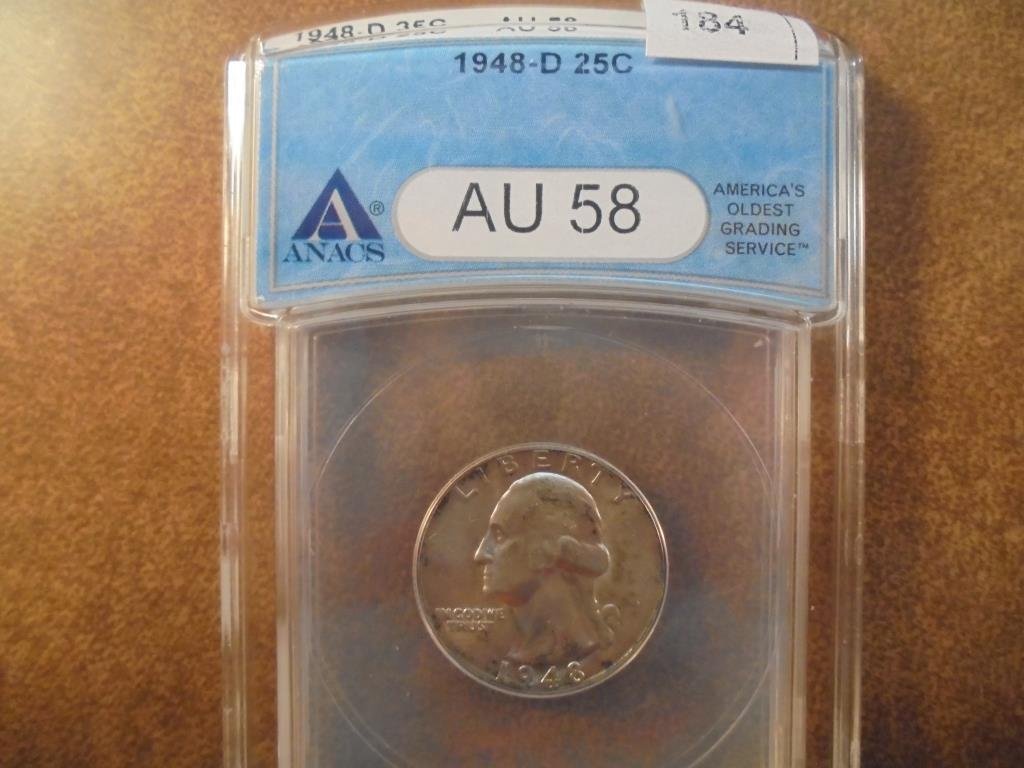 84
1948-D 25C AU 58
1948-D 25C
A®
ANACS
AU 58
AMERICA'S
OLDEST
GRADING
SERVICE™
LIBERTY
IN GOD WE
TRUST
1948